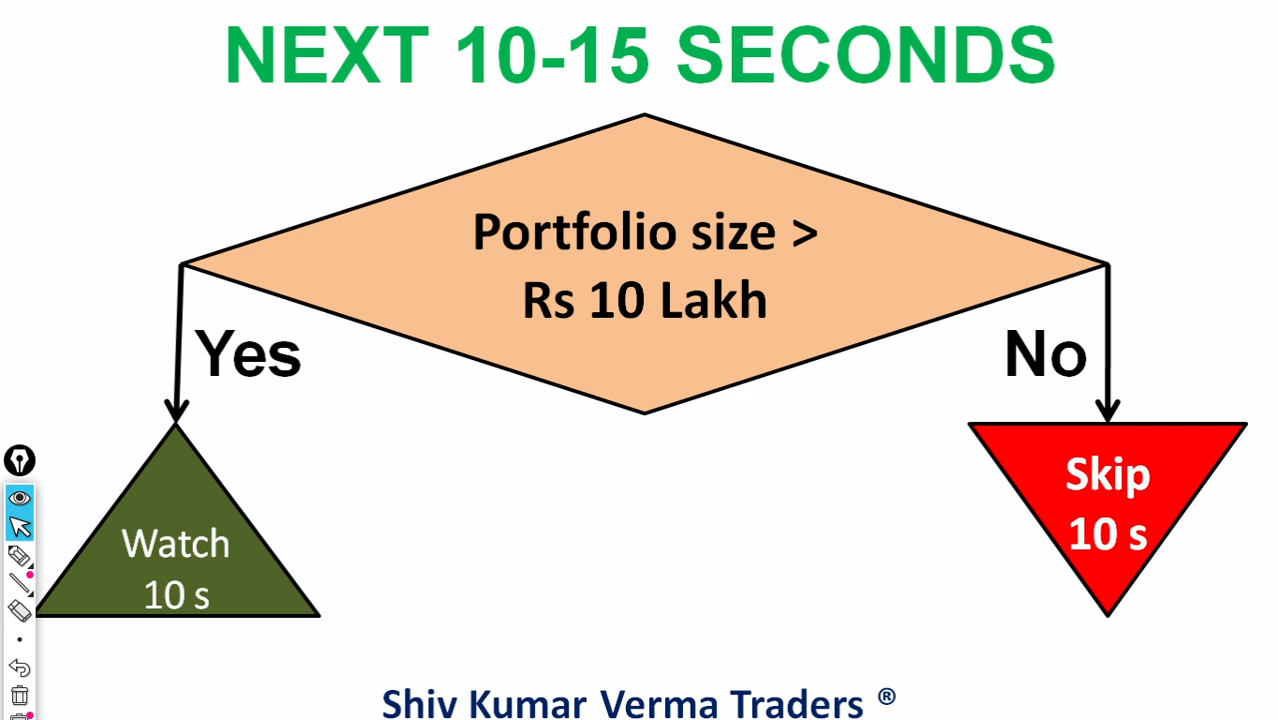 NEXT 10-15 SECONDS
Portfolio size >
Rs 10 Lakh
Yes
No
Watch
10 s
Skip
10 s
Shiv Kumar Verma Traders ®